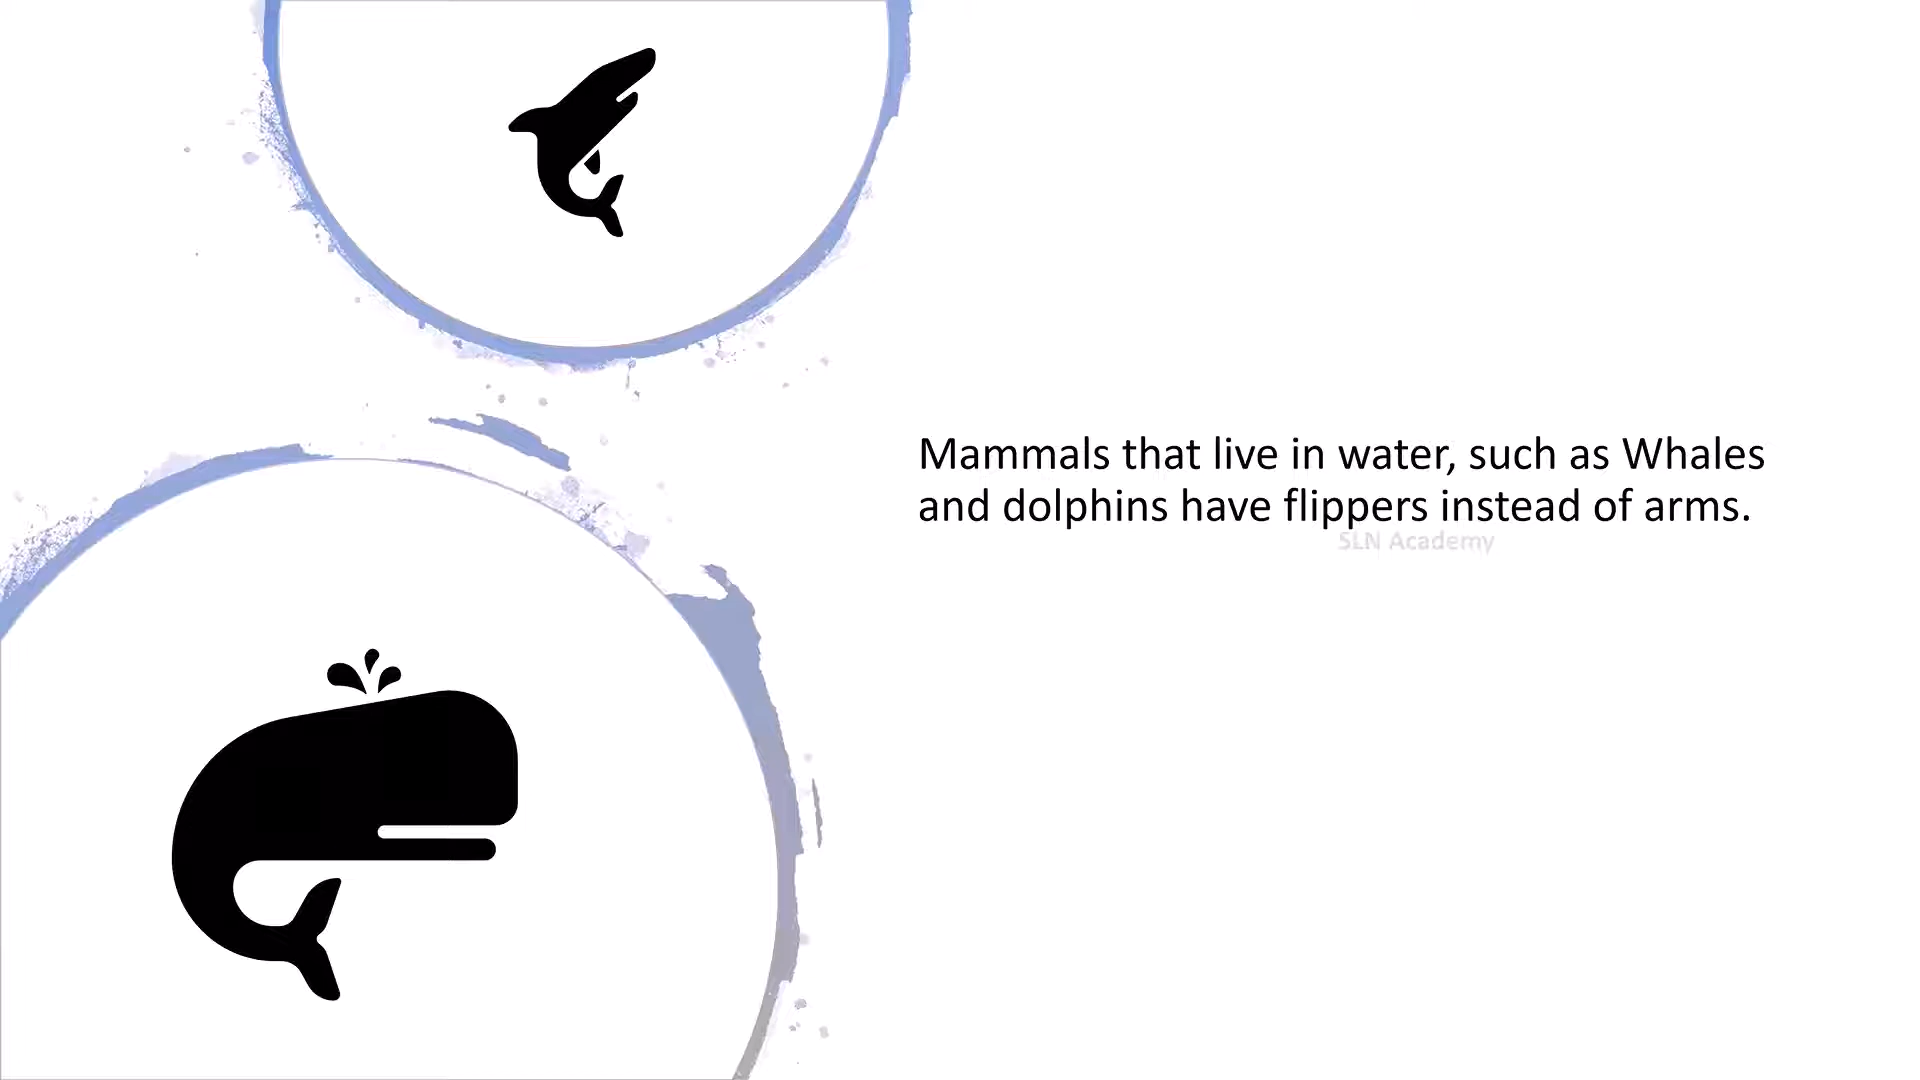 Mammals that live in water, such as Whales
and dolphins have flippers instead of arms.
SLN Academy